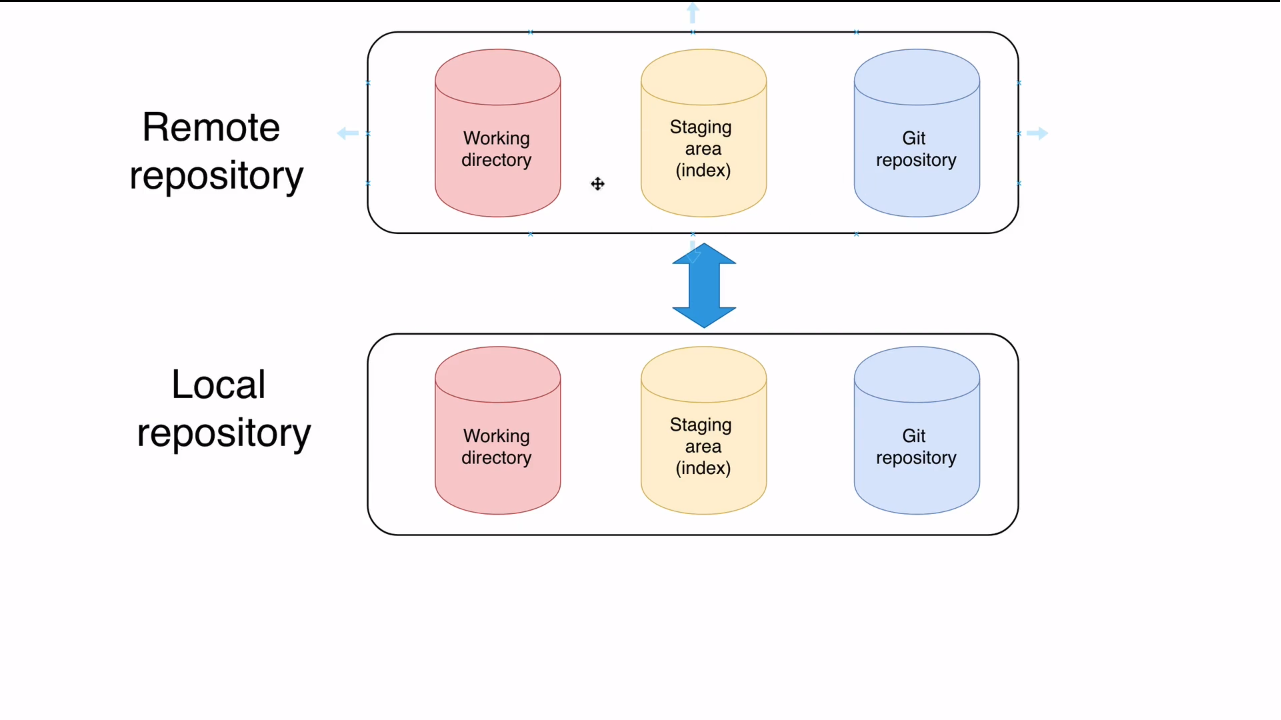 Remote
repository
Working
directory
Staging
area
(index)
Git
repository
Local
repository
Working
directory
Staging
area
(index)
Git
repository